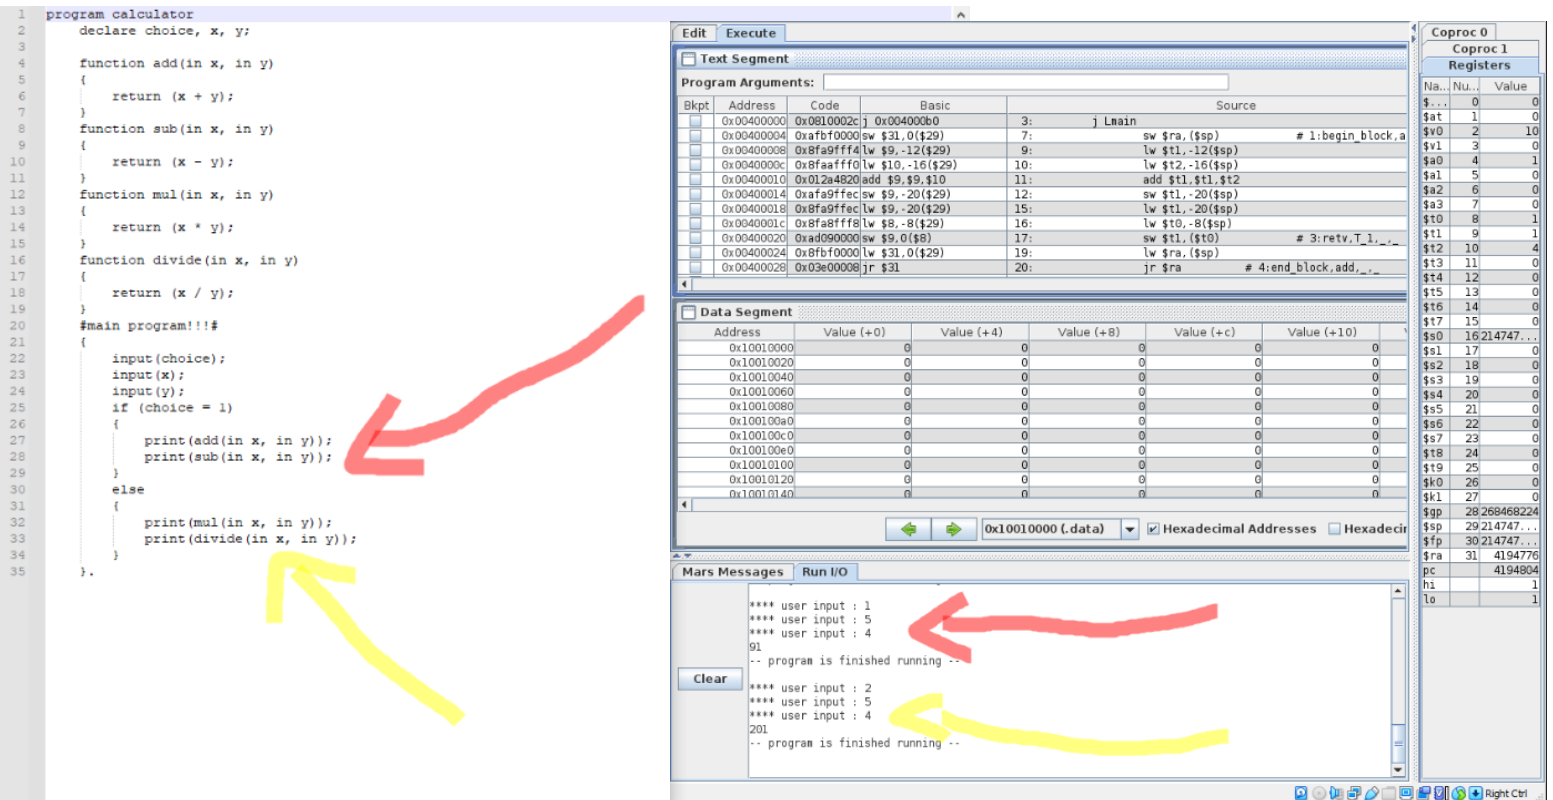 1 program calculator
2 declare choice, x, y;
3
4 function add(in x, in y)
5 {
6 return (x + y);
7 }
8 function sub(in x, in y)
9 {
10 return (x - y);
11 }
12 function mul(in x, in y)
13 {
14 return (x * y);
15 }
16 function divide(in x, in y)
17 {
18 return (x / y);
19 }
20 #main program!!!#
21 {
22 input(choice);
23 input(x);
24 input(y);
25 if (choice = 1)
26 {
27 print(add(in x, in y));
28 print(sub(in x, in y));
29 }
30 else
31 {
32 print(mul(in x, in y));
33 print(divide(in x, in y));
34 }
35 }.
Edit Execute
Text Segment
Program Arguments:
Bkpt Address Code Basic Source
0x00400000 0x0810002c j 0x004000b0 3: j Lmain
0x00400004 0xafbf0000 sw $31,0($29) 7: sw $ra,($sp) # 1:begin_block,a
0x00400008 0x8fa9fff4 lw $9,-12($29) 9: lw $t1,-12($sp)
0x0040000c 0x8faafff0 lw $10,-16($29) 10: lw $t2,-16($sp)
0x00400010 0x012a4820 add $9,$9,$10 11: add $t1,$t1,$t2
0x00400014 0xafa9ffec sw $9,-20($29) 12: sw $t1,-20($sp)
0x00400018 0x8fa9ffec lw $9,-20($29) 15: lw $t1,-20($sp)
0x0040001c 0x8fa8fff8 lw $8,-8($29) 16: lw $t0,-8($sp)
0x00400020 0xad090000 sw $9,0($8) 17: sw $t1,($t0) # 3:retv,T_1,_,_
0x00400024 0x8fbf0000 lw $31,0($29) 19: lw $ra,($sp)
0x00400028 0x03e00008 jr $31 20: jr $ra # 4:end_block,add,_,_
Data Segment
Address Value (+0) Value (+4) Value (+8) Value (+c) Value (+10)
0x10010000 0 0 0 0 0
0x10010020 0 0 0 0 0
0x10010040 0 0 0 0 0
0x10010060 0 0 0 0 0
0x10010080 0 0 0 0 0
0x100100a0 0 0 0 0 0
0x100100c0 0 0 0 0 0
0x100100e0 0 0 0 0 0
0x10010100 0 0 0 0 0
0x10010120 0 0 0 0 0
0x10010140 0 0 0 0 0
0x10010000 (.data) Hexadecimal Addresses Hexadecir
Mars Messages Run I/O
Clear
**** user input : 1
**** user input : 5
**** user input : 4
91
-- program is finished running --
**** user input : 2
**** user input : 5
**** user input : 4
201
-- program is finished running --
Coproc 0
Coproc 1
Registers
Na... Nu... Value
$... 0 0
$at 1 0
$v0 2 10
$v1 3 0
$a0 4 1
$a1 5 0
$a2 6 0
$a3 7 0
$t0 8 1
$t1 9 1
$t2 10 4
$t3 11 0
$t4 12 0
$t5 13 0
$t6 14 0
$t7 15 0
$s0 16 214747...
$s1 17 0
$s2 18 0
$s3 19 0
$s4 20 0
$s5 21 0
$s6 22 0
$s7 23 0
$t8 24 0
$t9 25 0
$k0 26 0
$k1 27 0
$gp 28 268468224
$sp 29 214747...
$fp 30 214747...
$ra 31 4194776
pc 4194804
hi 1
lo 1
Right Ctrl